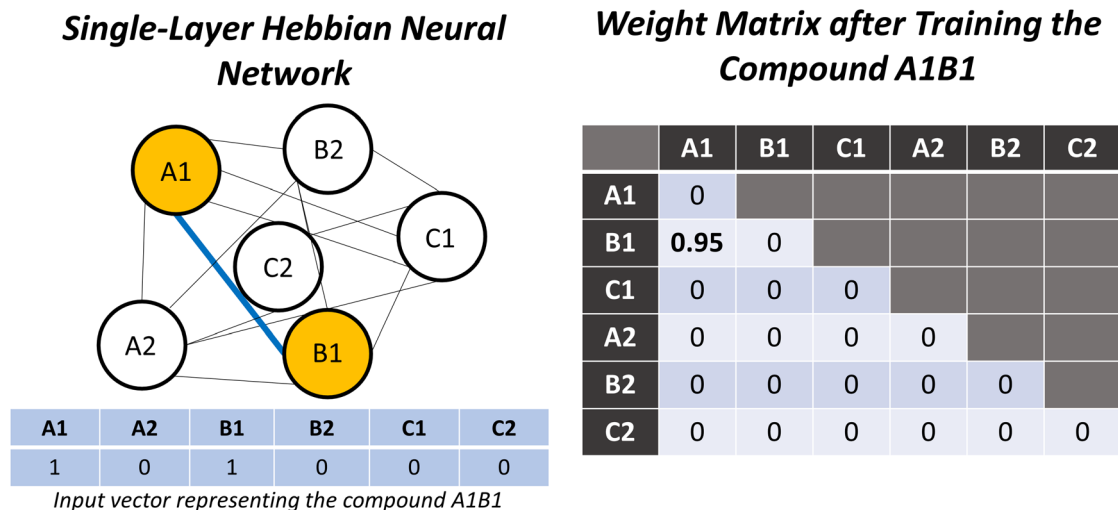 Single-Layer Hebbian Neural
Network
A1
B2
C1
C2
A2
B1
A1 A2 B1 B2 C1 C2
1 0 1 0 0 0
Input vector representing the compound A1B1
Weight Matrix after Training the
Compound A1B1
A1 B1 C1 A2 B2 C2
A1 0
B1 0.95 0
C1 0 0 0
A2 0 0 0 0
B2 0 0 0 0 0
C2 0 0 0 0 0 0